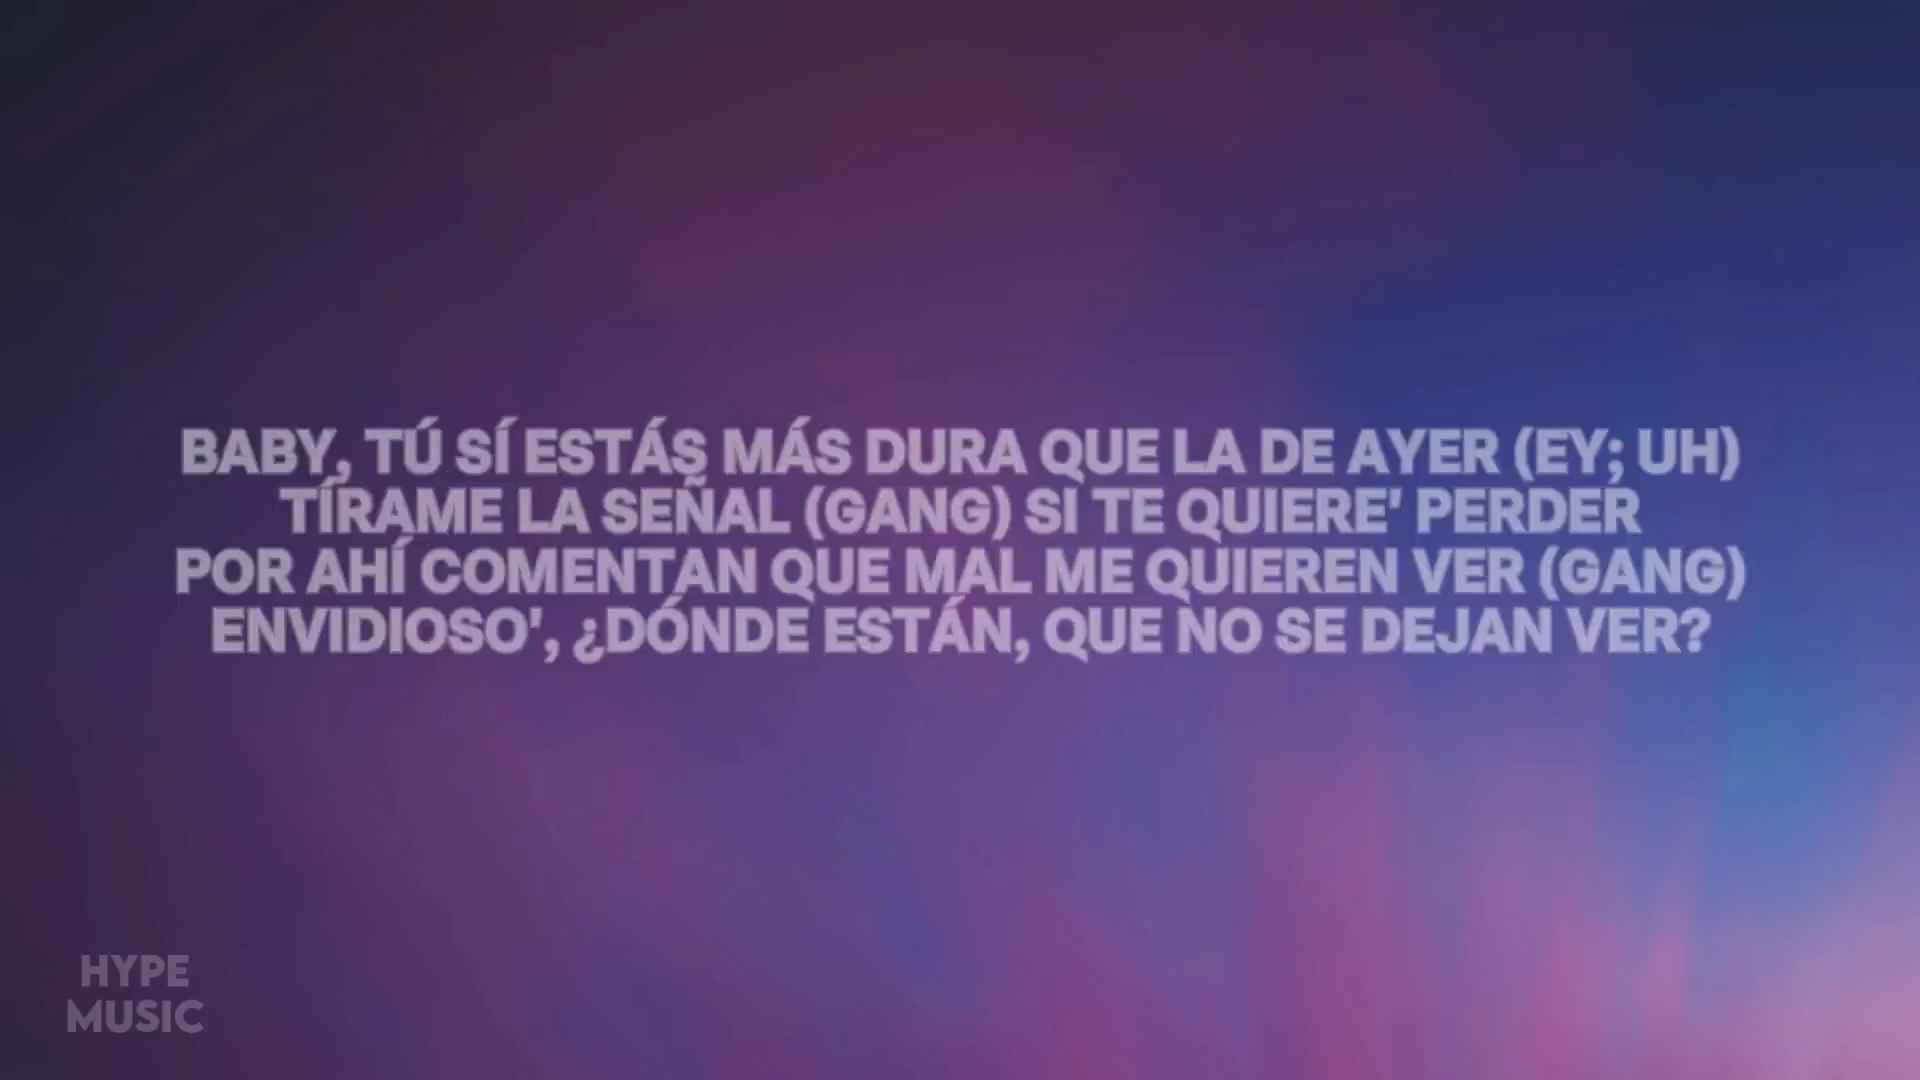 BABY, TÚ SÍ ESTÁS MÁS DURA QUE LA DE AYER (EY; UH)
TÍRAME LA SEÑAL (GANG) SI TE QUIERE' PERDER
POR AHÍ COMENTAN QUE MAL ME QUIEREN VER (GANG)
ENVIDIOSO', ¿DÓNDE ESTÁN, QUE NO SE DEJAN VER?
HYPE
MUSIC